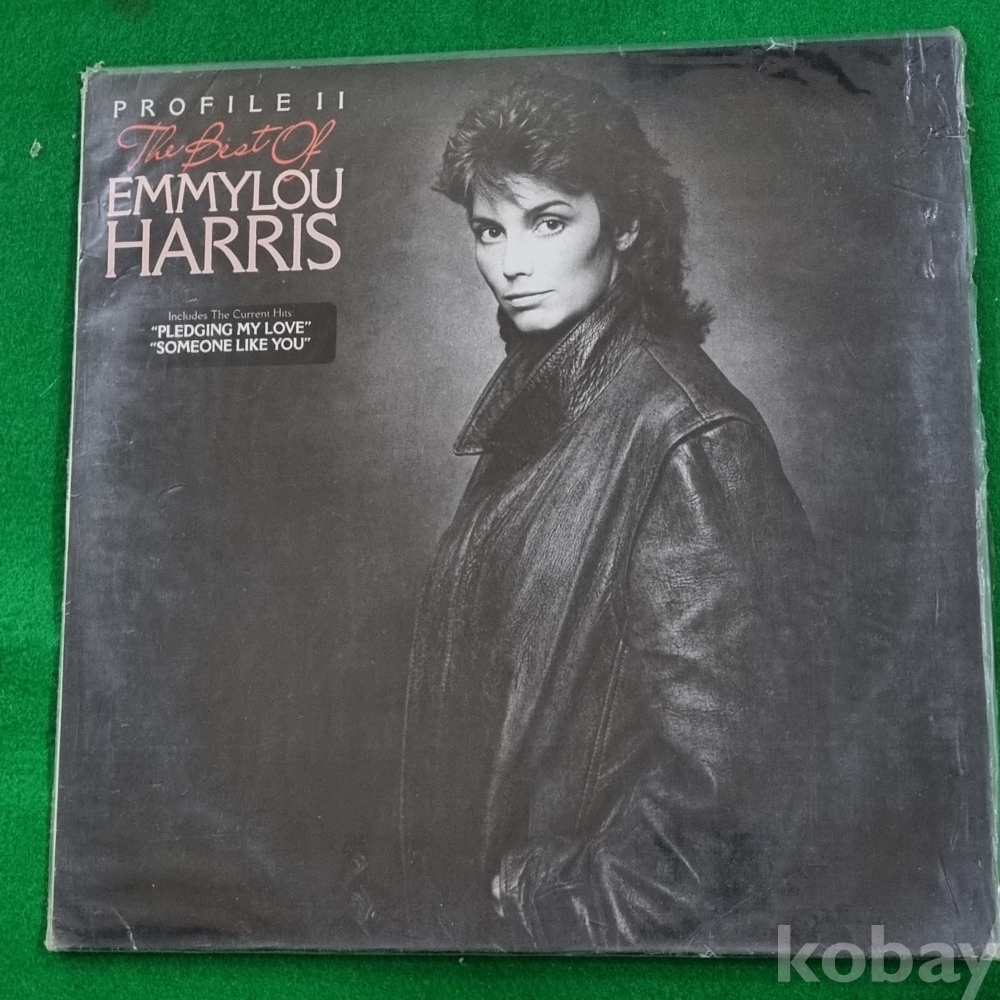 PROFILE II
The Best Of
EMMYLOU
HARRIS
Includes The Current Hits
"PLEDGING MY LOVE"
"SOMEONE LIKE YOU"
kobay